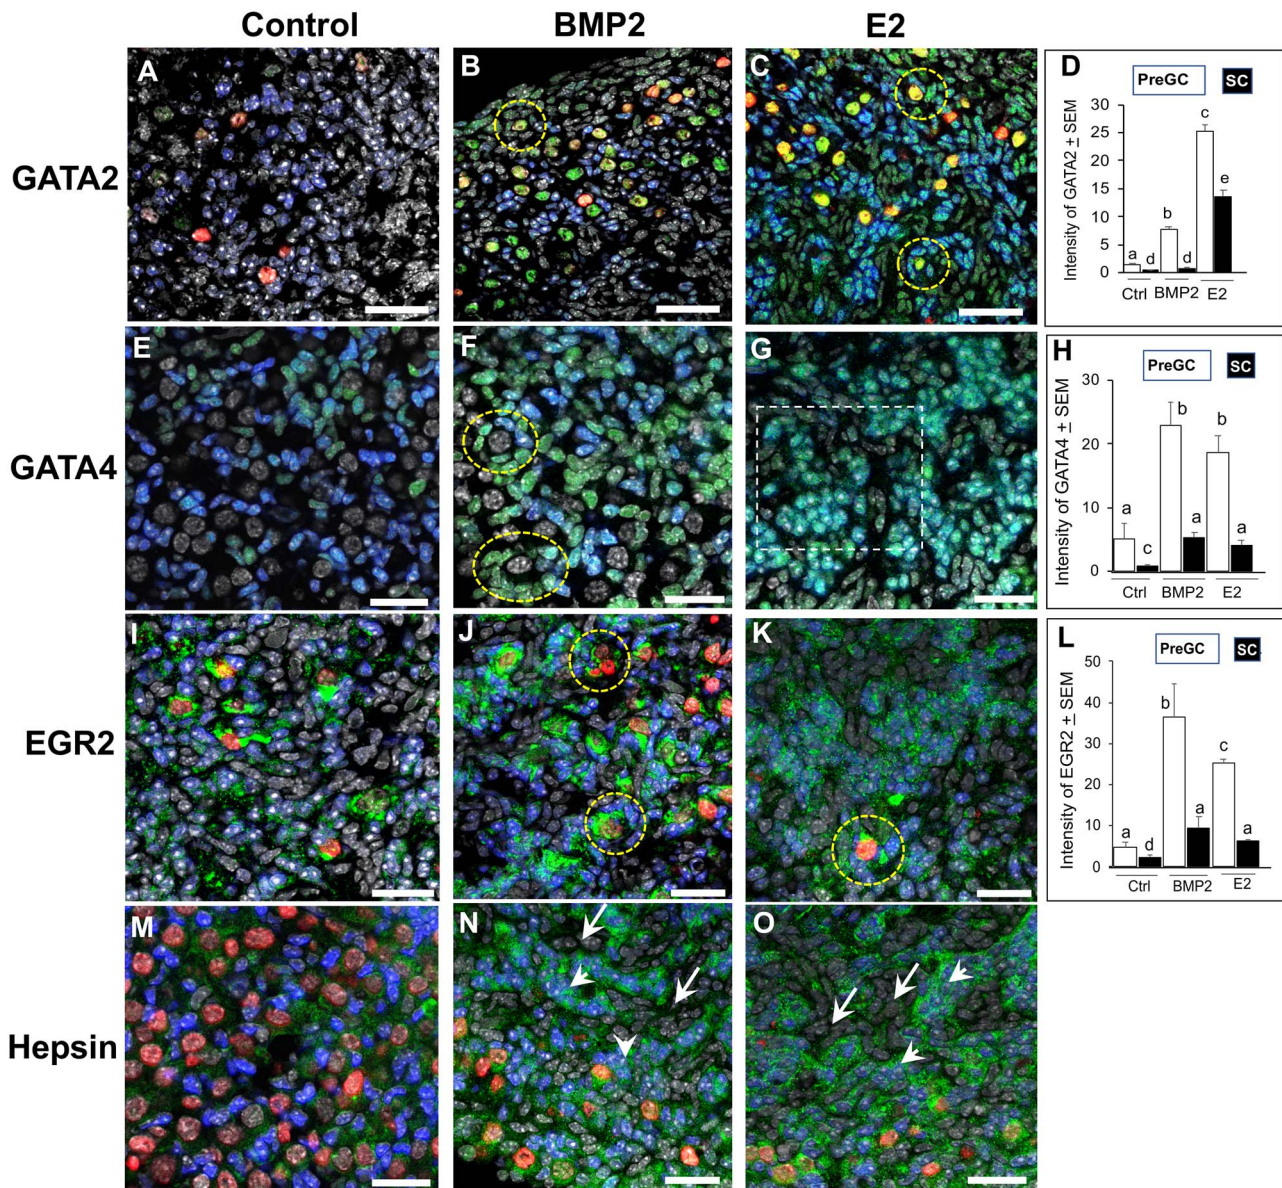 Control BMP2 E2
GATA2
A
B
C
D
PreGC SC
Intensity of GATA2 ± SEM
30
25
20
15
10
5
0
a d b d c e
Ctrl BMP2 E2
GATA4
E
F
G
H
PreGC SC
Intensity of GATA4 ± SEM
30
20
10
0
a c b a b a
Ctrl BMP2 E2
EGR2
I
J
K
L
PreGC SC
Intensity of EGR2 ± SEM
50
40
30
20
10
0
a d b a c a
Ctrl BMP2 E2
Hepsin
M
N
O